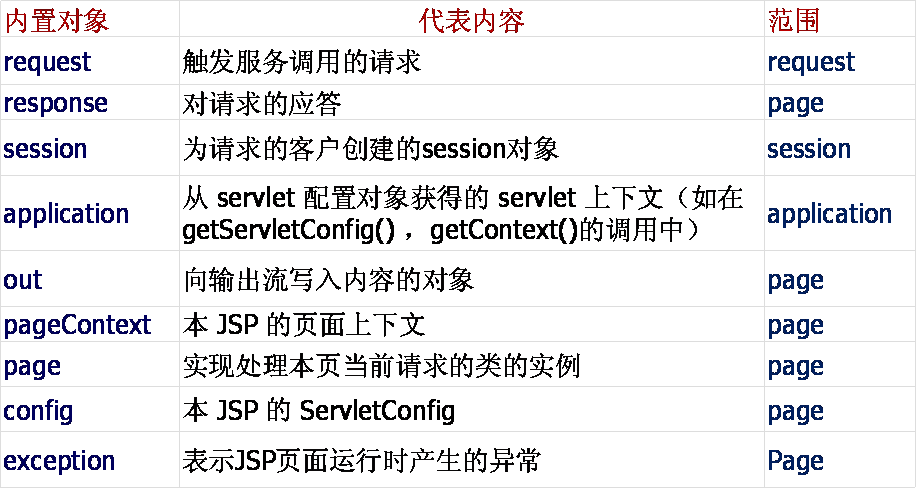 内置对象 代表内容 范围
request 触发服务调用的请求 request
response 对请求的应答 page
session 为请求的客户创建的session对象 session
application 从 servlet 配置对象获得的 servlet 上下文（如在 application
getServletConfig() ，getContext()的调用中）
out 向输出流写入内容的对象 page
pageContext 本 JSP 的页面上下文 page
page 实现处理本页当前请求的类的实例 page
config 本 JSP 的 ServletConfig page
exception 表示JSP页面运行时产生的异常 Page